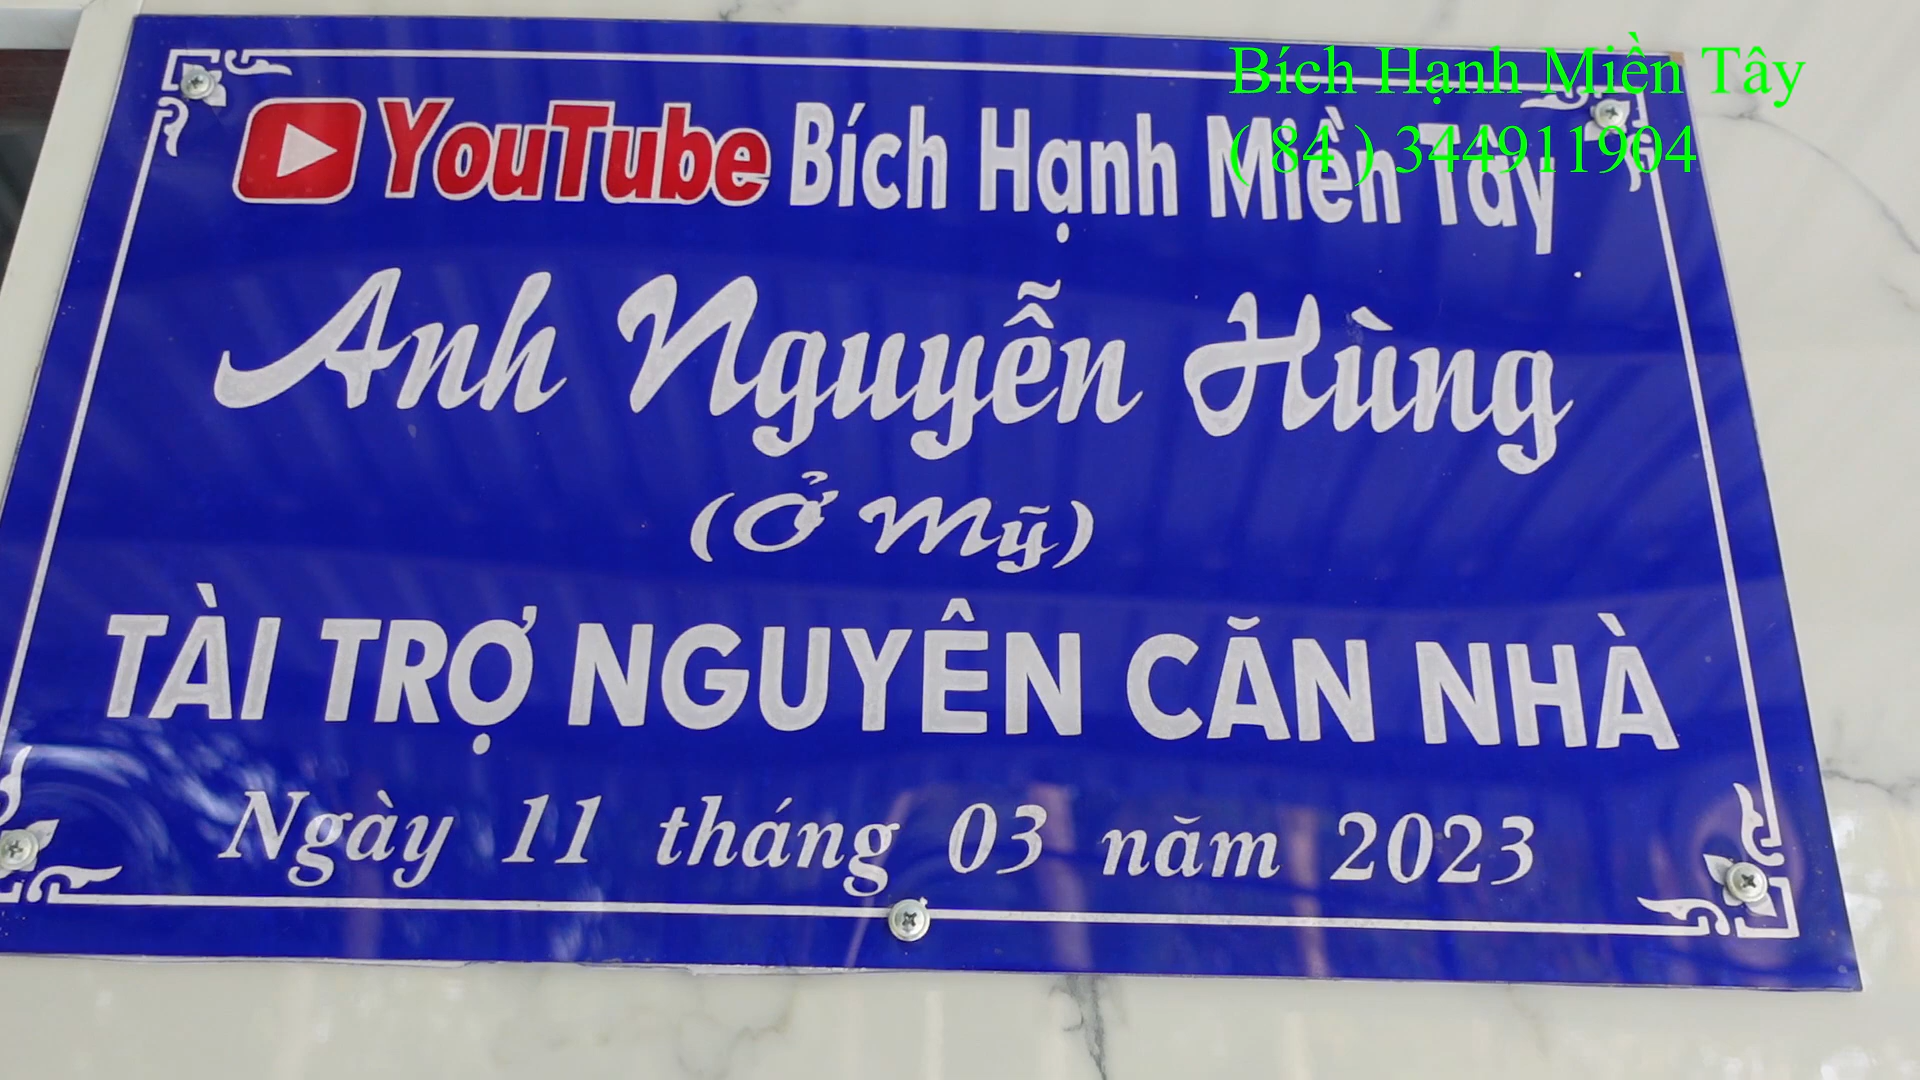 Bích Hạnh Miền Tây
( 84 ) 344911904
YouTube Bích Hạnh Miền Tây
Anh Nguyễn Hùng
(Ở Mỹ)
TÀI TRỢ NGUYÊN CĂN NHÀ
Ngày 11 tháng 03 năm 2023